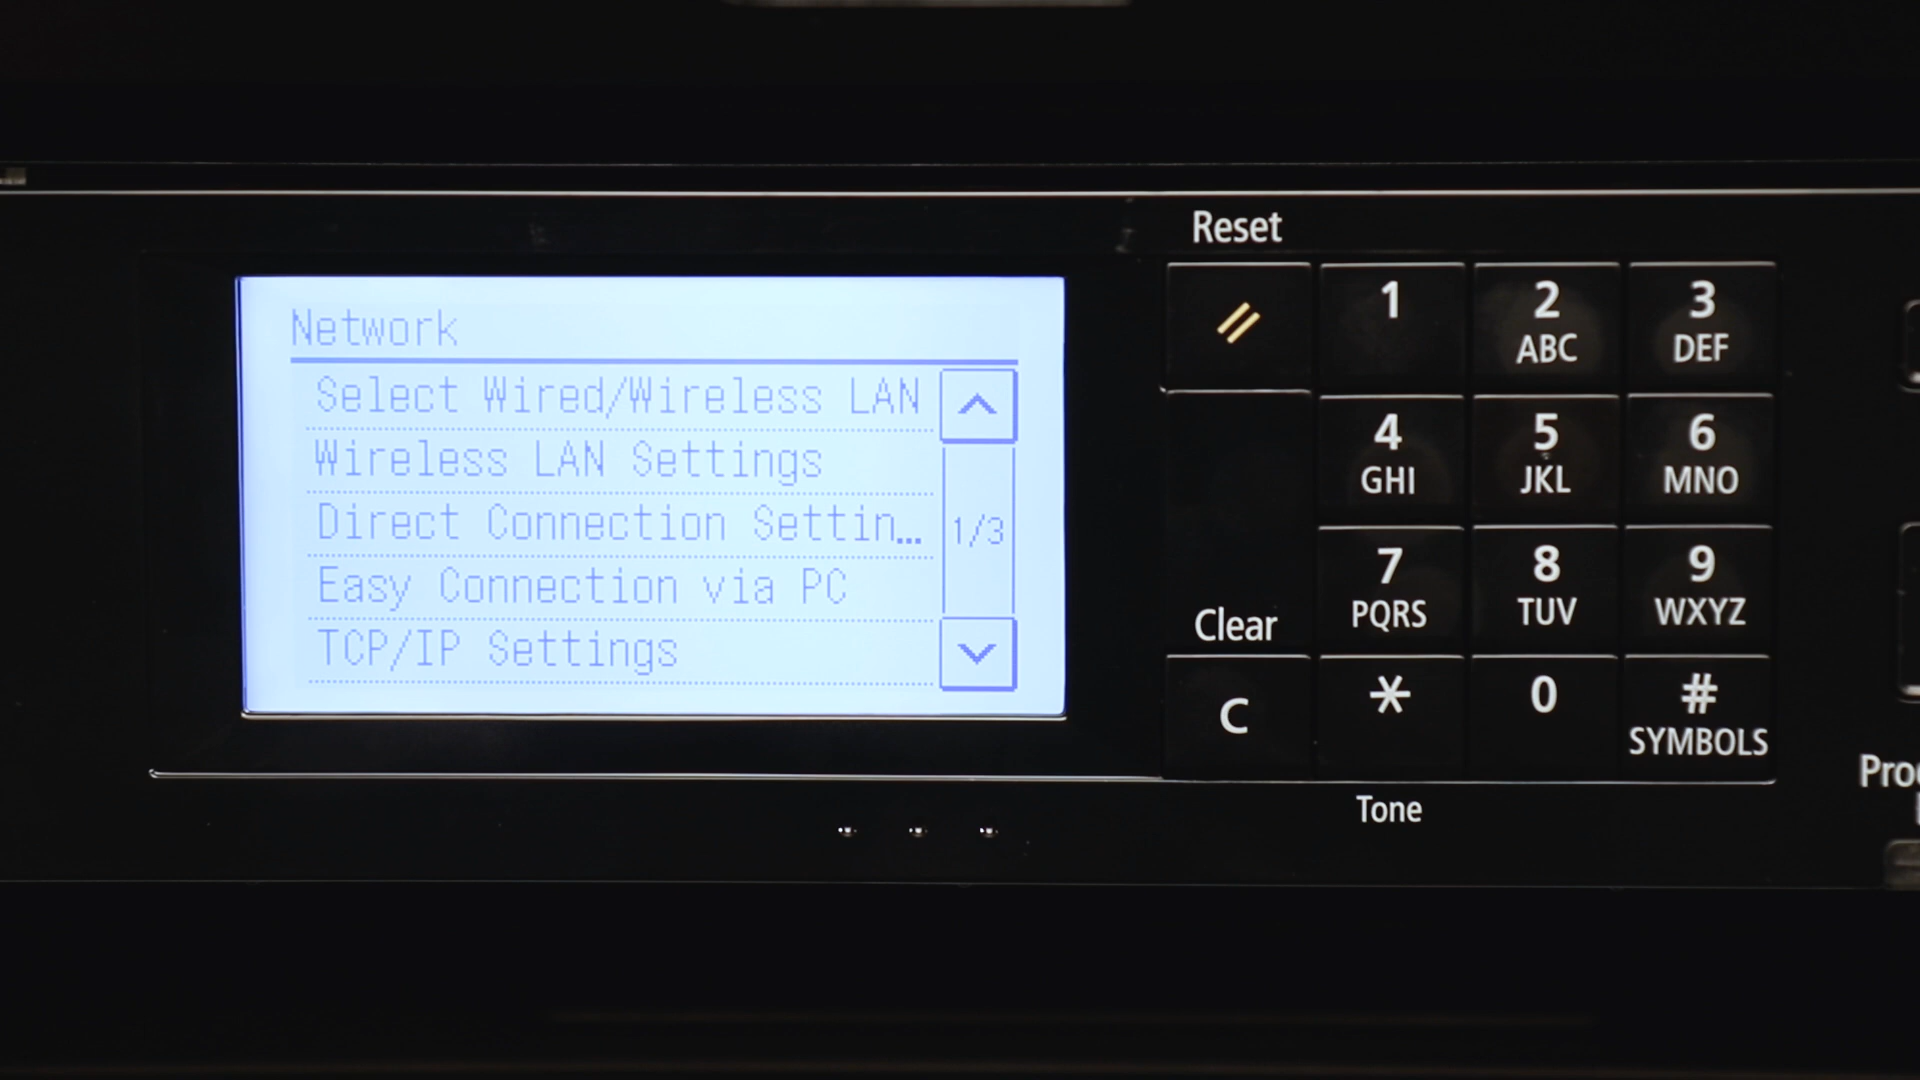 Network
Select Wired/Wireless LAN
Wireless LAN Settings
Direct Connection Settin...
Easy Connection via PC
TCP/IP Settings
1/3
Reset
1
2
ABC
3
DEF
4
GHI
5
JKL
6
MNO
7
PQRS
8
TUV
9
WXYZ
Clear
C
*
0
#
SYMBOLS
Tone